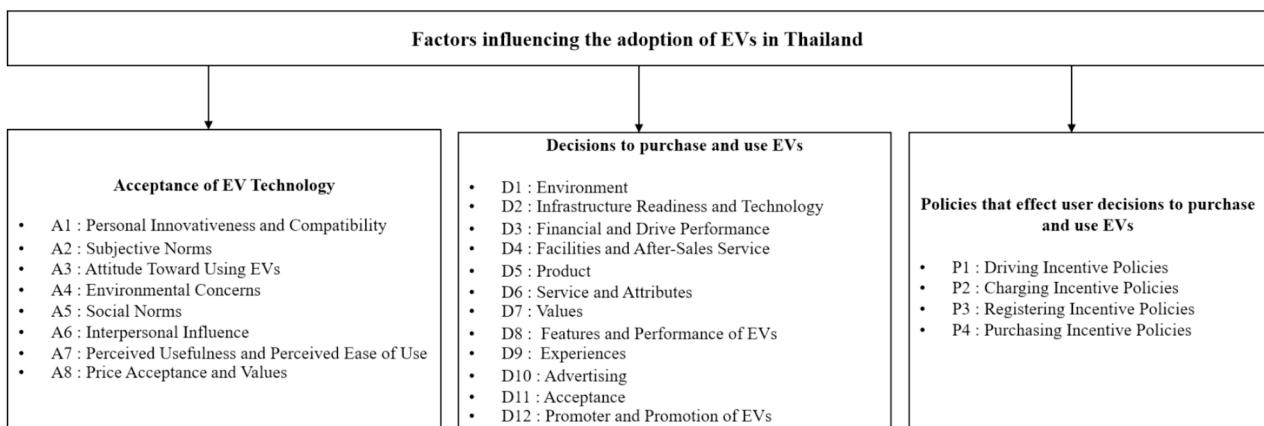 Factors influencing the adoption of EVs in Thailand
Acceptance of EV Technology
• A1 : Personal Innovativeness and Compatibility
• A2 : Subjective Norms
• A3 : Attitude Toward Using EVs
• A4 : Environmental Concerns
• A5 : Social Norms
• A6 : Interpersonal Influence
• A7 : Perceived Usefulness and Perceived Ease of Use
• A8 : Price Acceptance and Values
Decisions to purchase and use EVs
• D1 : Environment
• D2 : Infrastructure Readiness and Technology
• D3 : Financial and Drive Performance
• D4 : Facilities and After-Sales Service
• D5 : Product
• D6 : Service and Attributes
• D7 : Values
• D8 : Features and Performance of EVs
• D9 : Experiences
• D10 : Advertising
• D11 : Acceptance
• D12 : Promoter and Promotion of EVs
Policies that effect user decisions to purchase
and use EVs
• P1 : Driving Incentive Policies
• P2 : Charging Incentive Policies
• P3 : Registering Incentive Policies
• P4 : Purchasing Incentive Policies